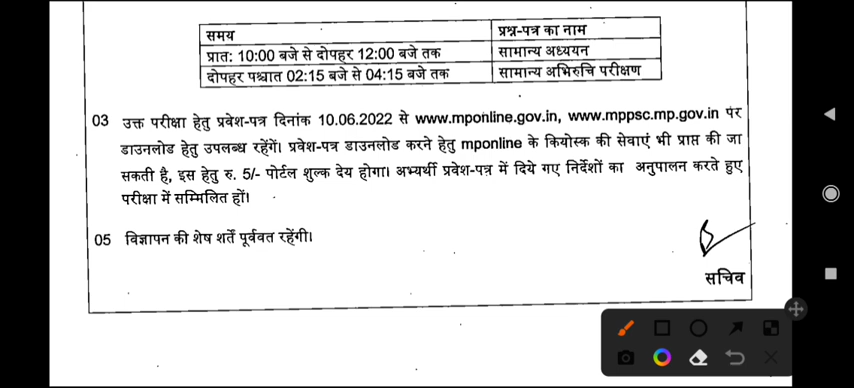 समय प्रश्न-पत्र का नाम
प्रात: 10:00 बजे से दोपहर 12:00 बजे तक सामान्य अध्ययन
दोपहर पश्चात 02:15 बजे से 04:15 बजे तक सामान्य अभिरुचि परीक्षण
03 उक्त परीक्षा हेतु प्रवेश-पत्र दिनांक 10.06.2022 से www.mponline.gov.in, www.mppsc.mp.gov.in पर
डाउनलोड हेतु उपलब्ध रहेंगें। प्रवेश-पत्र डाउनलोड करने हेतु mponline के कियोस्क की सेवाएं भी प्राप्त की जा
सकती है, इस हेतु रु. 5/- पोर्टल शुल्क देय होगा। अभ्यर्थी प्रवेश-पत्र में दिये गए निर्देशों का अनुपालन करते हुए
परीक्षा में सम्मिलित हों।
05 विज्ञापन की शेष शर्तें पूर्ववत रहेंगी।
सचिव